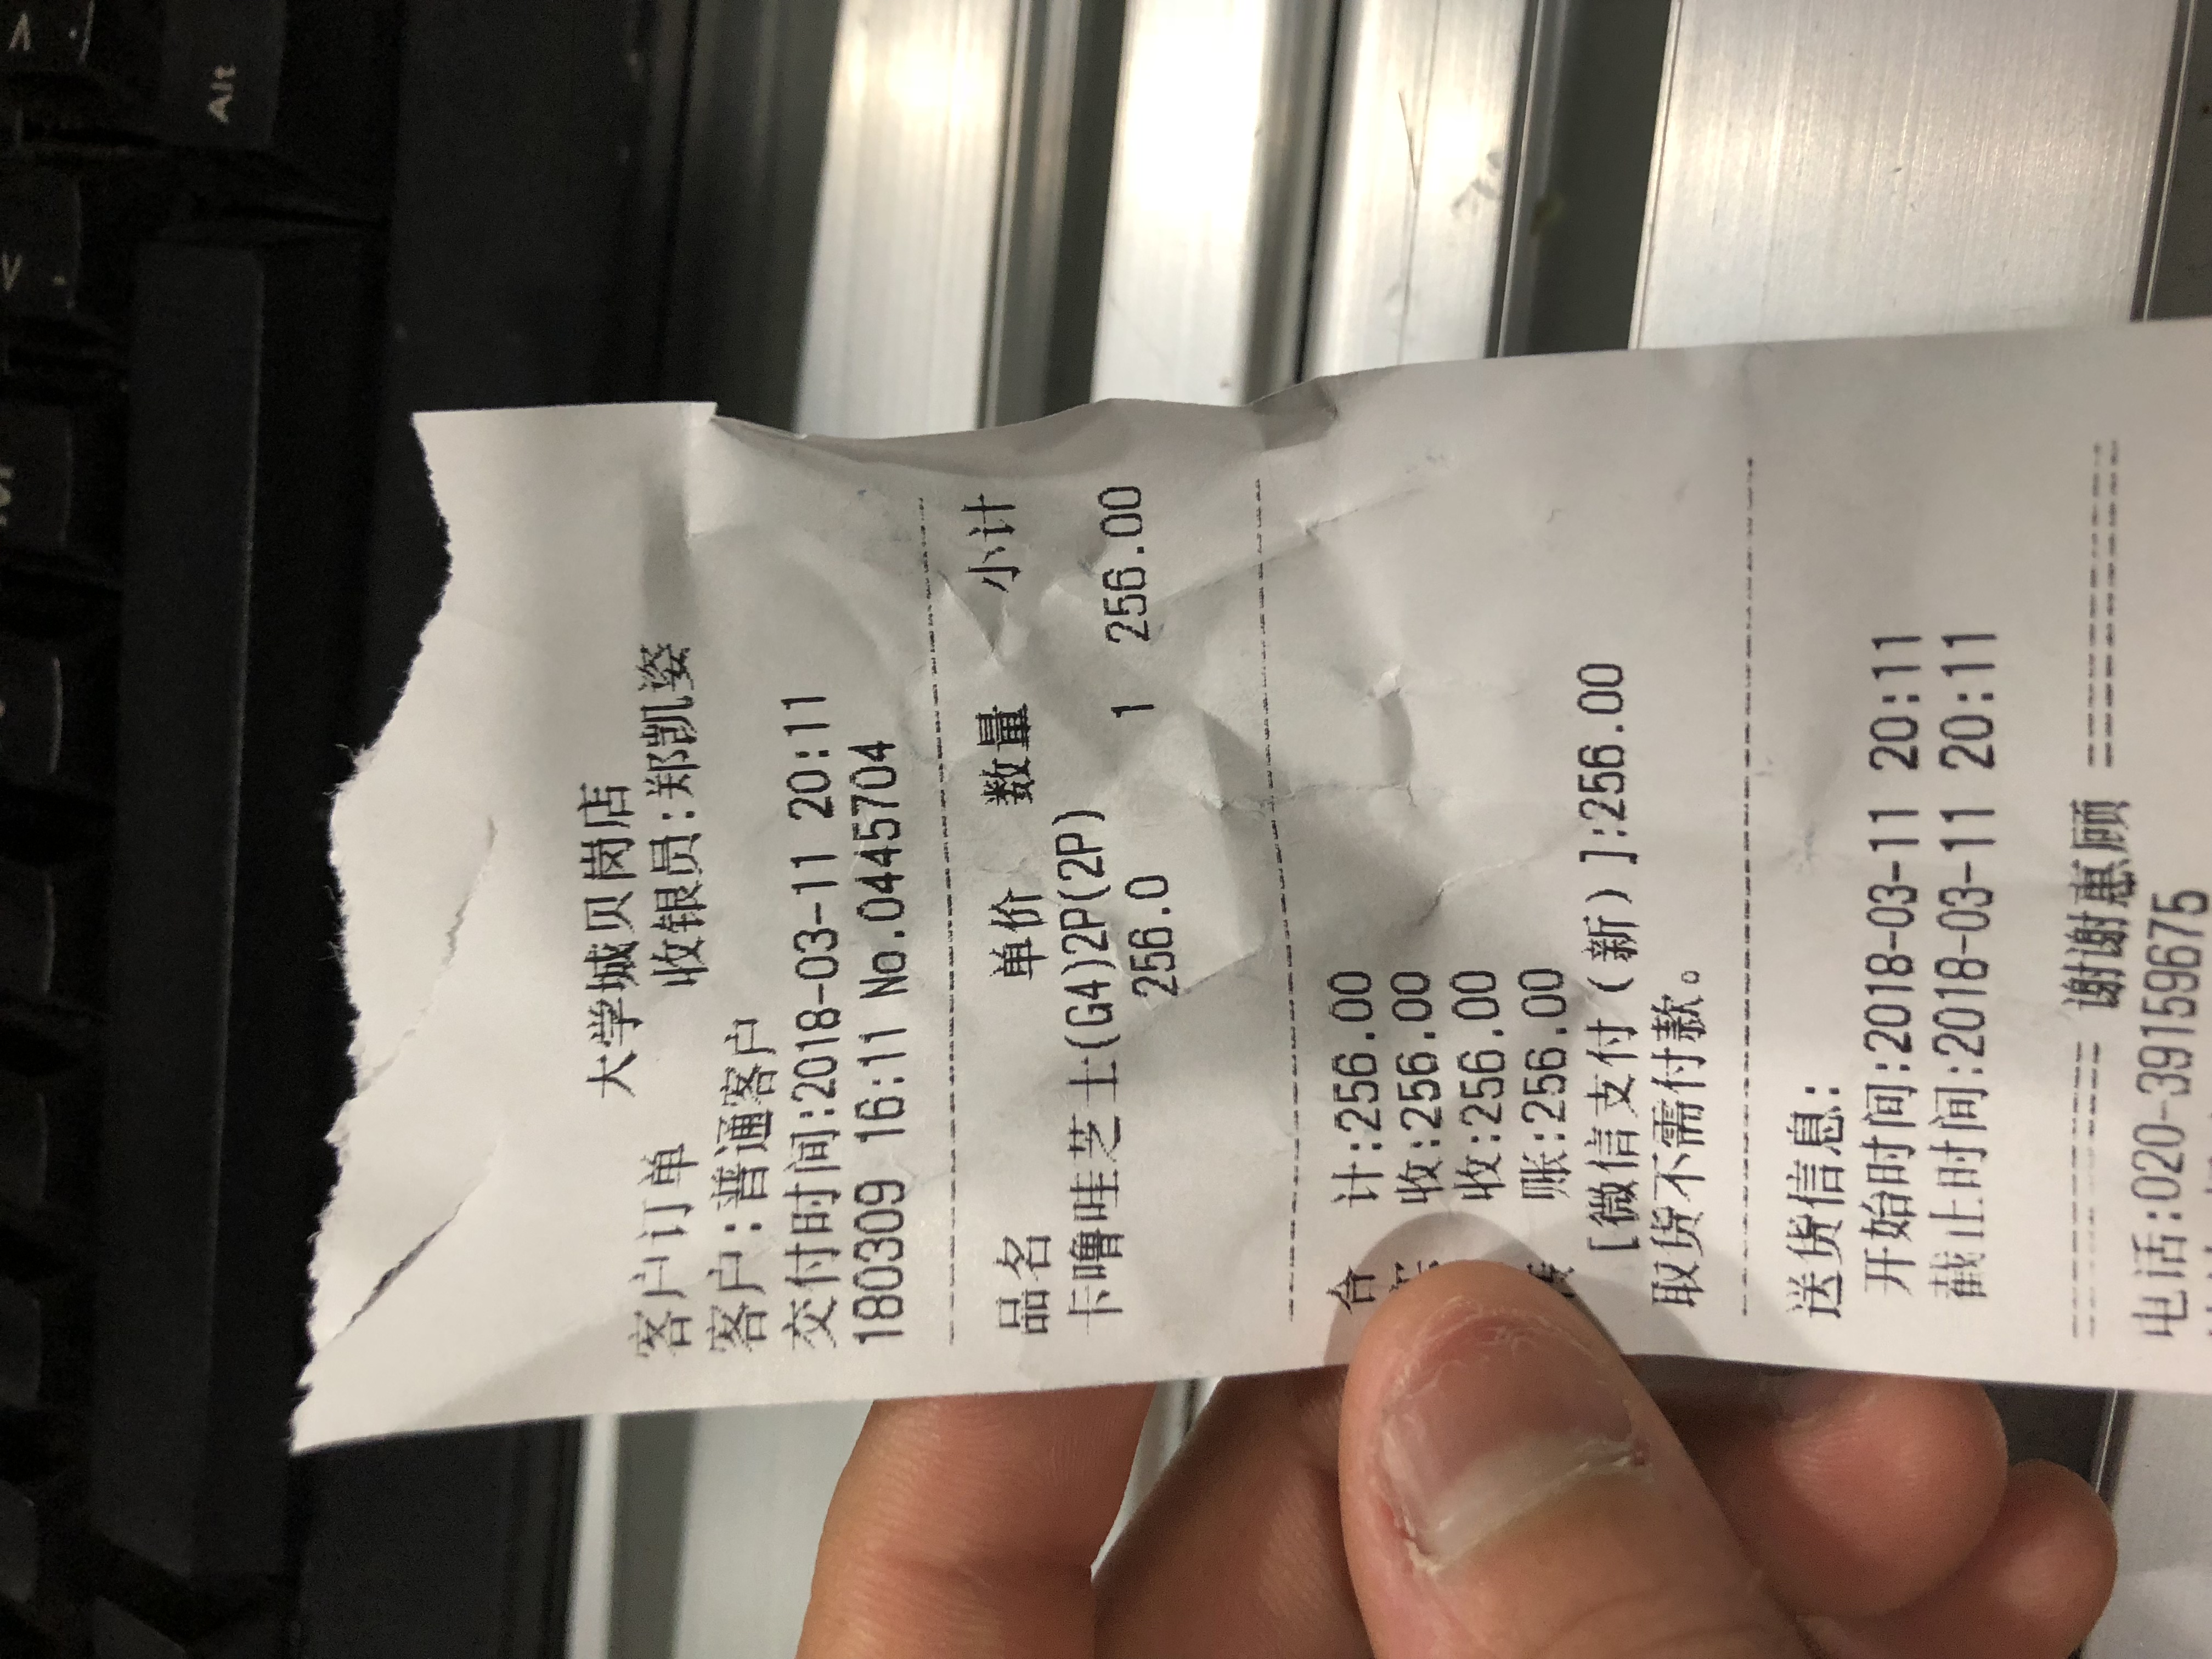 大学城贝岗店
客户订单 收银员:郑凯姿
客户:普通客户
交付时间:2018-03-11 20:11
180309 16:11 No.0445704
品名 单价 数量 小计
卡噜哇芝士(G4)2P(2P)
256.0 1 256.00
合 计:256.00
收:256.00
收:256.00
账:256.00
[微信支付(新)]:256.00
取货不需付款。
送货信息:
开始时间:2018-03-11 20:11
截止时间:2018-03-11 20:11
========== 谢谢惠顾 ==========
电话:020-39159675
Alt